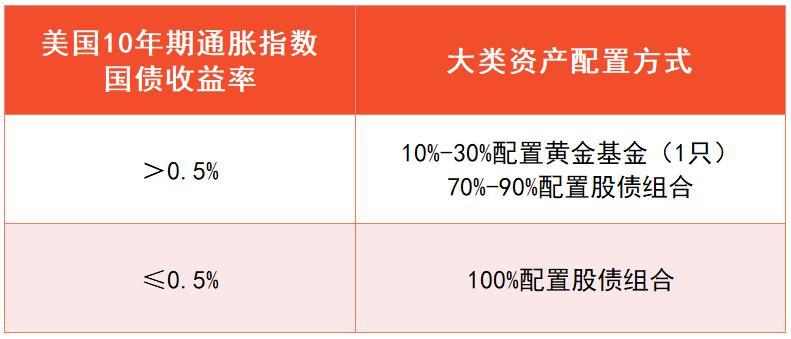 美国10年期通胀指数
国债收益率
大类资产配置方式
＞0.5%
10%-30%配置黄金基金（1只）
70%-90%配置股债组合
≤0.5%
100%配置股债组合